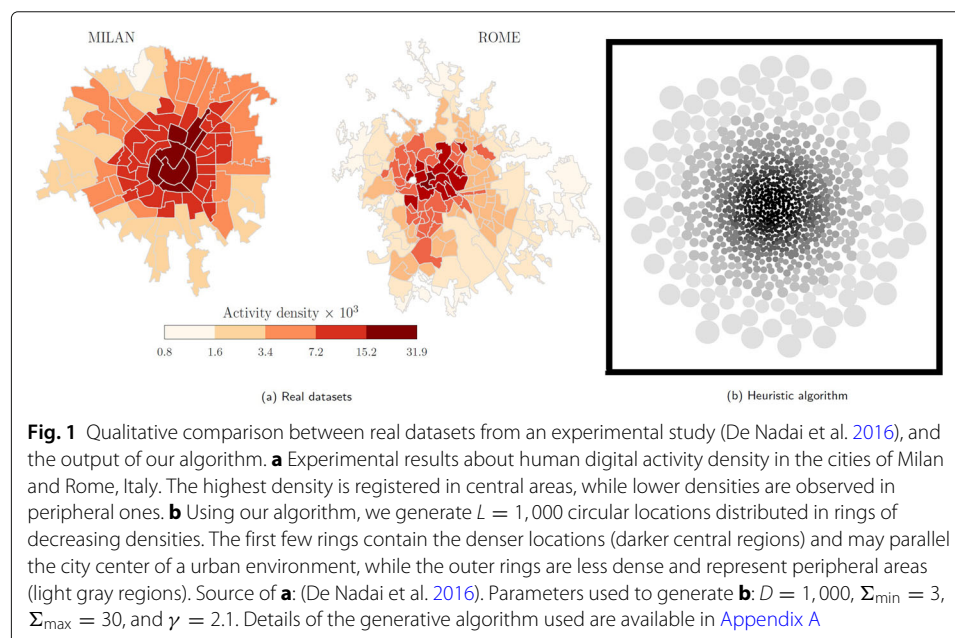 MILAN
ROME
Activity density × 10³
0.8 1.6 3.4 7.2 15.2 31.9
(a) Real datasets
(b) Heuristic algorithm
Fig. 1 Qualitative comparison between real datasets from an experimental study (De Nadai et al. 2016), and
the output of our algorithm. a Experimental results about human digital activity density in the cities of Milan
and Rome, Italy. The highest density is registered in central areas, while lower densities are observed in
peripheral ones. b Using our algorithm, we generate L = 1, 000 circular locations distributed in rings of
decreasing densities. The first few rings contain the denser locations (darker central regions) and may parallel
the city center of a urban environment, while the outer rings are less dense and represent peripheral areas
(light gray regions). Source of a: (De Nadai et al. 2016). Parameters used to generate b: D = 1, 000, Σmin = 3,
Σmax = 30, and γ = 2.1. Details of the generative algorithm used are available in Appendix A